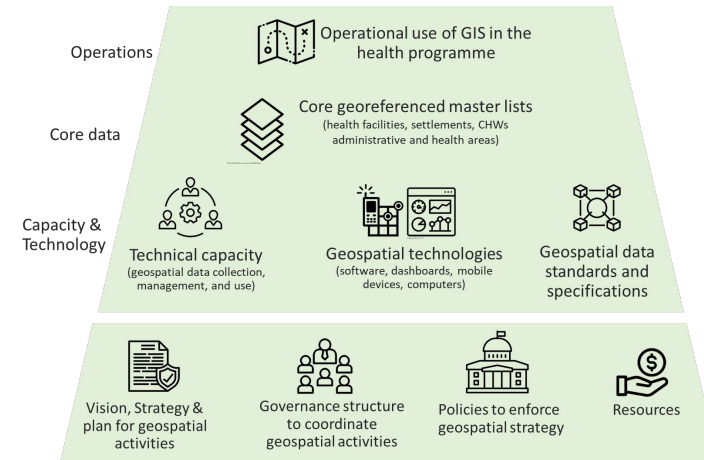 Operations
Operational use of GIS in the
health programme
Core data
Core georeferenced master lists
(health facilities, settlements, CHWs
administrative and health areas)
Capacity &
Technology
Technical capacity
(geospatial data collection,
management, and use)
Geospatial technologies
(software, dashboards, mobile
devices, computers)
Geospatial data
standards and
specifications
Vision, Strategy &
plan for geospatial
activities
Governance structure
to coordinate
geospatial activities
Policies to enforce
geospatial strategy
Resources